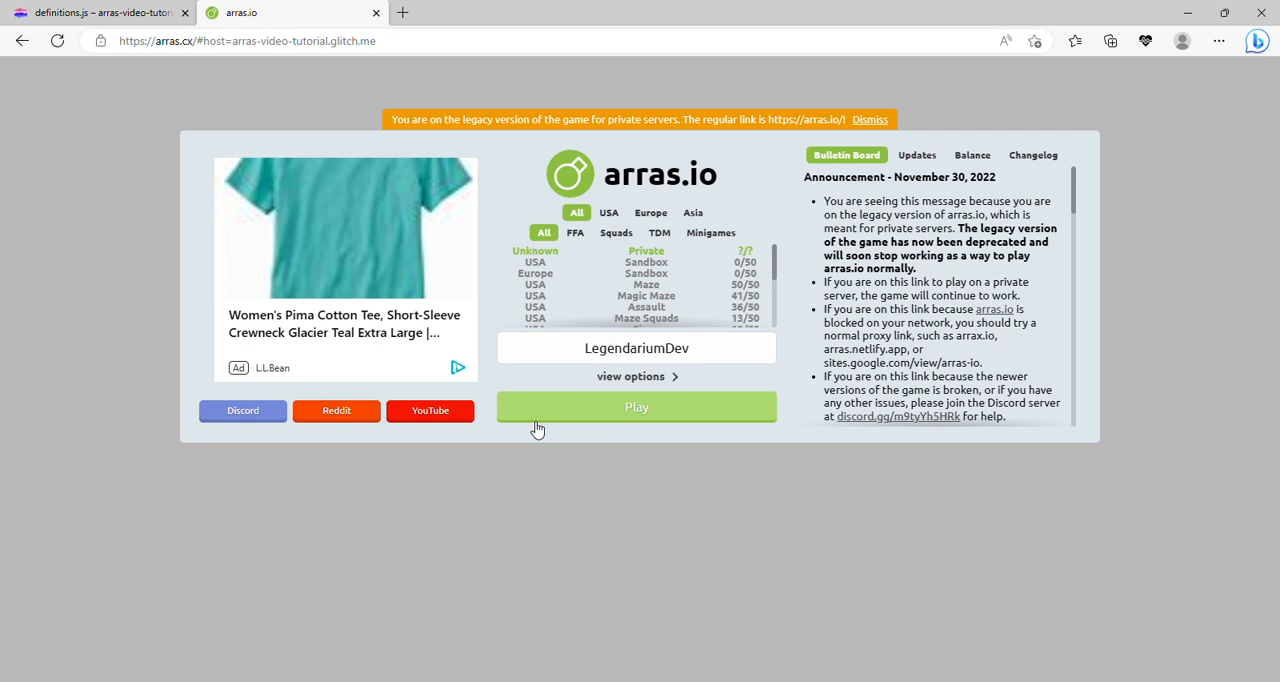 definitions.js – arras-video-tutori
arras.io
https://arras.cx/#host=arras-video-tutorial.glitch.me
You are on the legacy version of the game for private servers. The regular link is https://arras.io/! Dismiss
Women's Pima Cotton Tee, Short-Sleeve
Crewneck Glacier Teal Extra Large |...
Ad L.L.Bean
Discord Reddit YouTube
arras.io
All USA Europe Asia
All FFA Squads TDM Minigames
Unknown Private ?/?
USA Sandbox 0/50
Europe Sandbox 0/50
USA Maze 50/50
USA Magic Maze 41/50
USA Assault 36/50
USA Maze Squads 13/50
LegendariumDev
view options
Play
Bulletin Board Updates Balance Changelog
Announcement - November 30, 2022
• You are seeing this message because you are
on the legacy version of arras.io, which is
meant for private servers. The legacy version
of the game has now been deprecated and
will soon stop working as a way to play
arras.io normally.
• If you are on this link to play on a private
server, the game will continue to work.
• If you are on this link because arras.io is
blocked on your network, you should try a
normal proxy link, such as arrax.io,
arras.netlify.app, or
sites.google.com/view/arras-io.
• If you are on this link because the newer
versions of the game is broken, or if you have
any other issues, please join the Discord server
at discord.gg/m9tyYh5HRk for help.